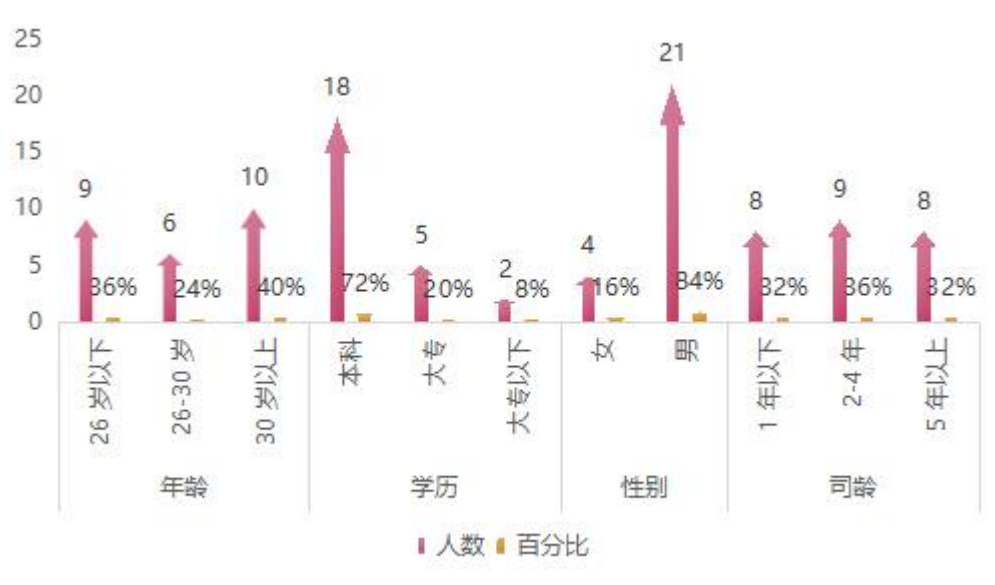 25
20
15
10
5
0
9
6
10
18
5
2
4
21
8
9
8
36%
24%
40%
72%
20%
8%
16%
84%
32%
36%
32%
26 岁以下
26-30 岁
30 岁以上
本科
大专
大专以下
女
男
1 年以下
2-4 年
5 年以上
年龄
学历
性别
司龄
人数
百分比